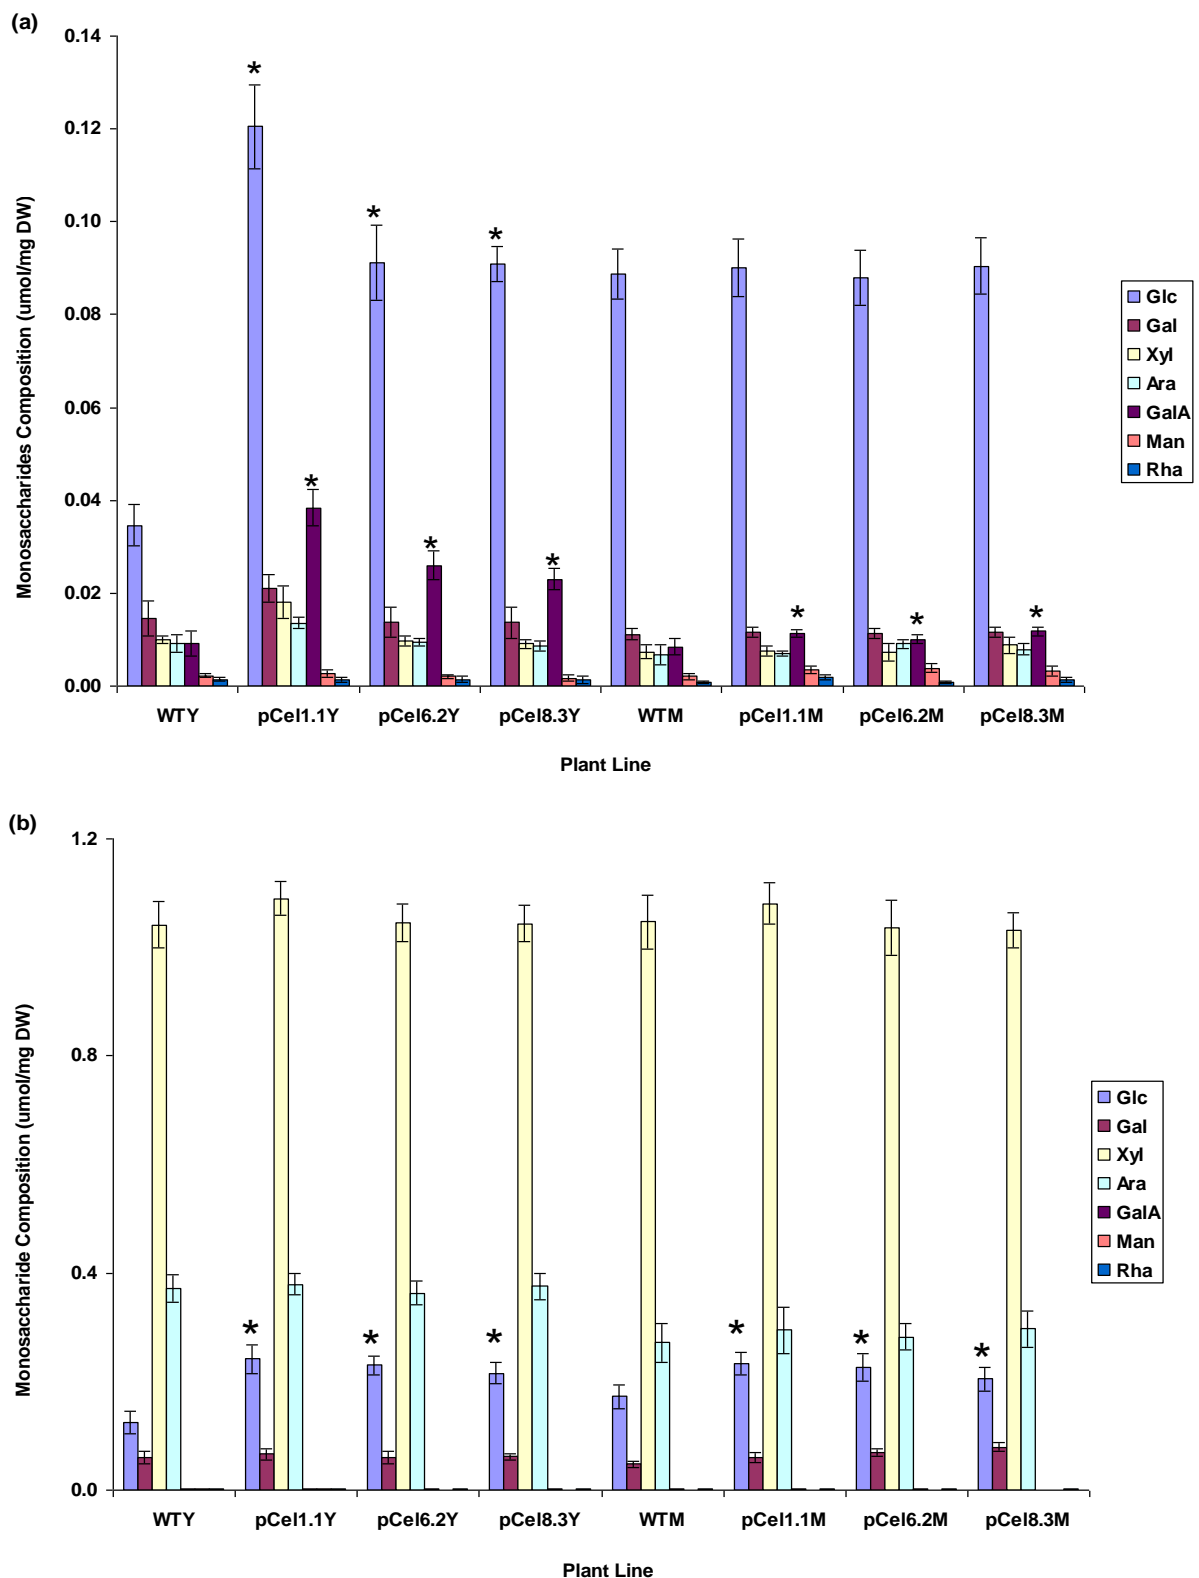 (a)
Monosaccharides Composition (umol/mg DW)
0.14
0.12
0.10
0.08
0.06
0.04
0.02
0.00
*
*
*
*
*
*
*
*
*
WTY pCel1.1Y pCel6.2Y pCel8.3Y WTM pCel1.1M pCel6.2M pCel8.3M
Plant Line
Glc
Gal
Xyl
Ara
GalA
Man
Rha
(b)
Monosaccharide Composition (umol/mg DW)
1.2
0.8
0.4
0.0
*
*
*
*
*
*
WTY pCel1.1Y pCel6.2Y pCel8.3Y WTM pCel1.1M pCel6.2M pCel8.3M
Plant Line
Glc
Gal
Xyl
Ara
GalA
Man
Rha